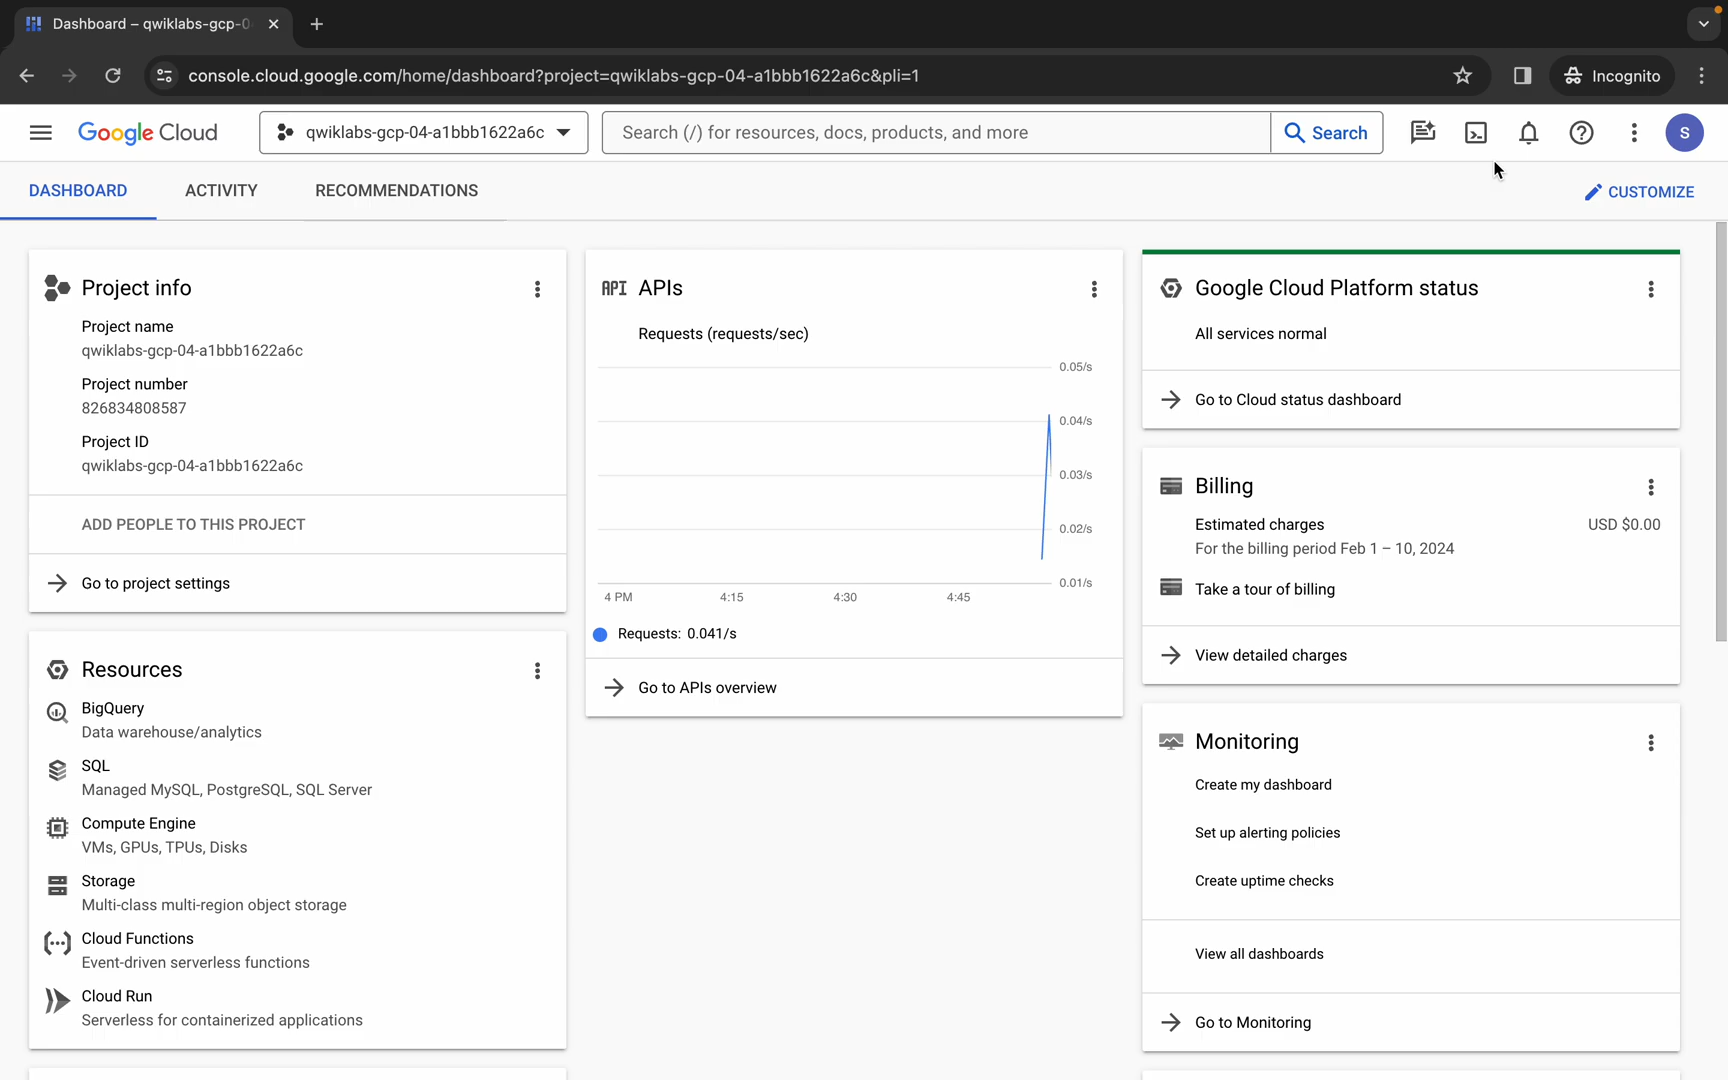 Dashboard – qwiklabs-gcp-0
console.cloud.google.com/home/dashboard?project=qwiklabs-gcp-04-a1bbb1622a6c&pli=1
Incognito
Google Cloud
qwiklabs-gcp-04-a1bbb1622a6c
Search (/) for resources, docs, products, and more
Search
S
DASHBOARD
ACTIVITY
RECOMMENDATIONS
CUSTOMIZE
Project info
Project name
qwiklabs-gcp-04-a1bbb1622a6c
Project number
826834808587
Project ID
qwiklabs-gcp-04-a1bbb1622a6c
ADD PEOPLE TO THIS PROJECT
Go to project settings
Resources
BigQuery
Data warehouse/analytics
SQL
Managed MySQL, PostgreSQL, SQL Server
Compute Engine
VMs, GPUs, TPUs, Disks
Storage
Multi-class multi-region object storage
Cloud Functions
Event-driven serverless functions
Cloud Run
Serverless for containerized applications
API APIs
Requests (requests/sec)
0.05/s
0.04/s
0.03/s
0.02/s
0.01/s
4 PM 4:15 4:30 4:45
Requests: 0.041/s
Go to APIs overview
Google Cloud Platform status
All services normal
Go to Cloud status dashboard
Billing
Estimated charges USD $0.00
For the billing period Feb 1 – 10, 2024
Take a tour of billing
View detailed charges
Monitoring
Create my dashboard
Set up alerting policies
Create uptime checks
View all dashboards
Go to Monitoring